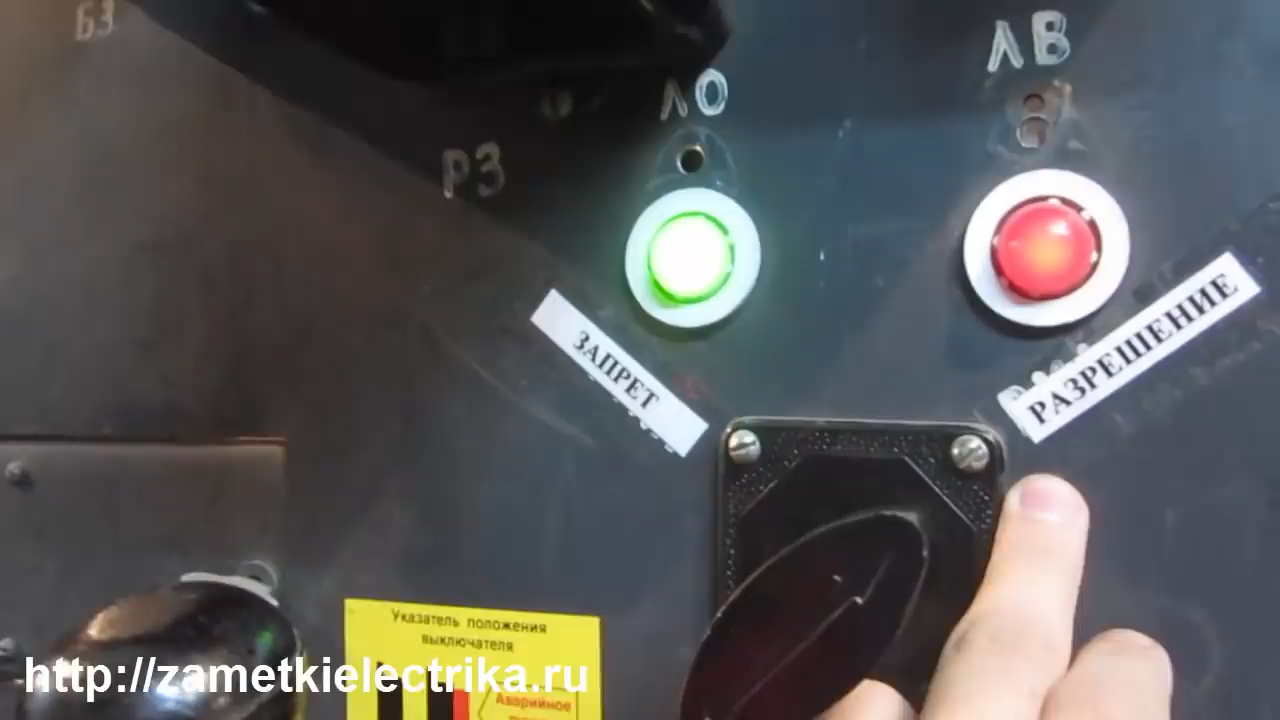 БЗ
ЛО
ЛВ
РЗ
ЗАПРЕТ
РАЗРЕШЕНИЕ
Указатель положения
выключателя
Аварийное
http://zametkielectrika.ru